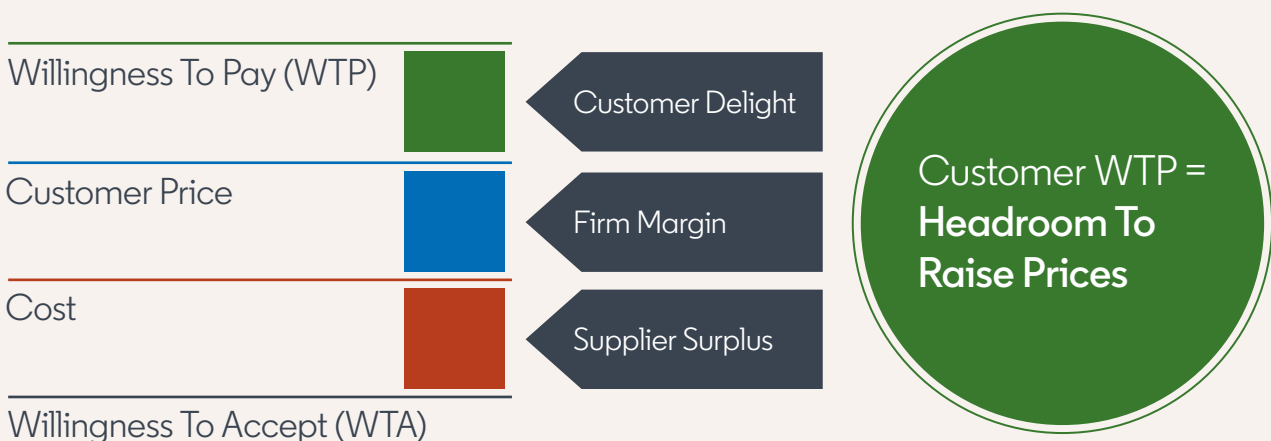 Willingness To Pay (WTP)
Customer Delight
Customer Price
Firm Margin
Cost
Supplier Surplus
Willingness To Accept (WTA)
Customer WTP =
Headroom To
Raise Prices